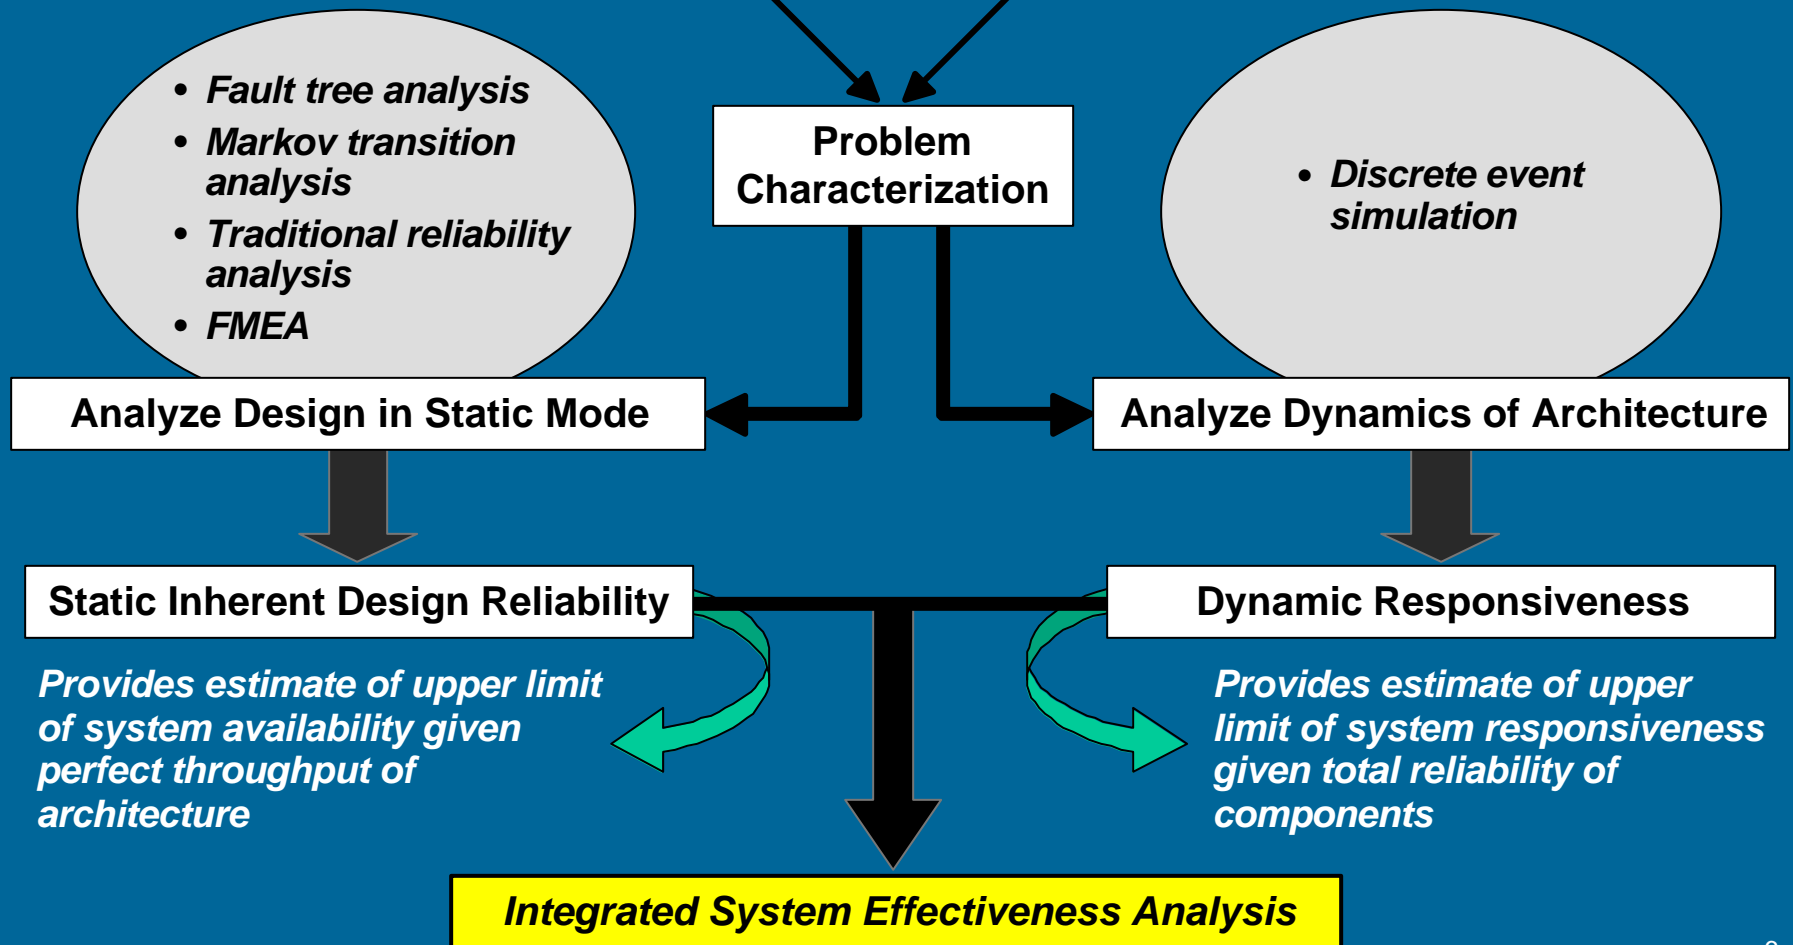 • Fault tree analysis
• Markov transition
analysis
• Traditional reliability
analysis
• FMEA
Problem
Characterization
• Discrete event
simulation
Analyze Design in Static Mode
Analyze Dynamics of Architecture
Static Inherent Design Reliability
Dynamic Responsiveness
Provides estimate of upper limit
of system availability given
perfect throughput of
architecture
Provides estimate of upper
limit of system responsiveness
given total reliability of
components
Integrated System Effectiveness Analysis